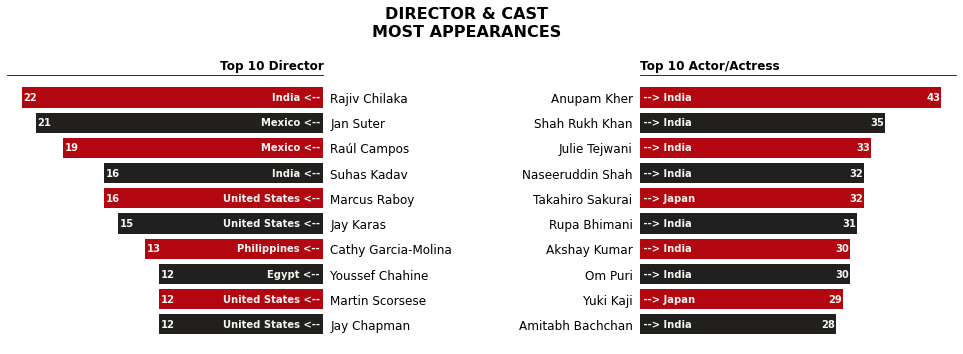 DIRECTOR & CAST
MOST APPEARANCES
Top 10 Director
22 India <-- Rajiv Chilaka
21 Mexico <-- Jan Suter
19 Mexico <-- Raúl Campos
16 India <-- Suhas Kadav
16 United States <-- Marcus Raboy
15 United States <-- Jay Karas
13 Philippines <-- Cathy Garcia-Molina
12 Egypt <-- Youssef Chahine
12 United States <-- Martin Scorsese
12 United States <-- Jay Chapman
Top 10 Actor/Actress
Anupam Kher --> India 43
Shah Rukh Khan --> India 35
Julie Tejwani --> India 33
Naseeruddin Shah --> India 32
Takahiro Sakurai --> Japan 32
Rupa Bhimani --> India 31
Akshay Kumar --> India 30
Om Puri --> India 30
Yuki Kaji --> Japan 29
Amitabh Bachchan --> India 28